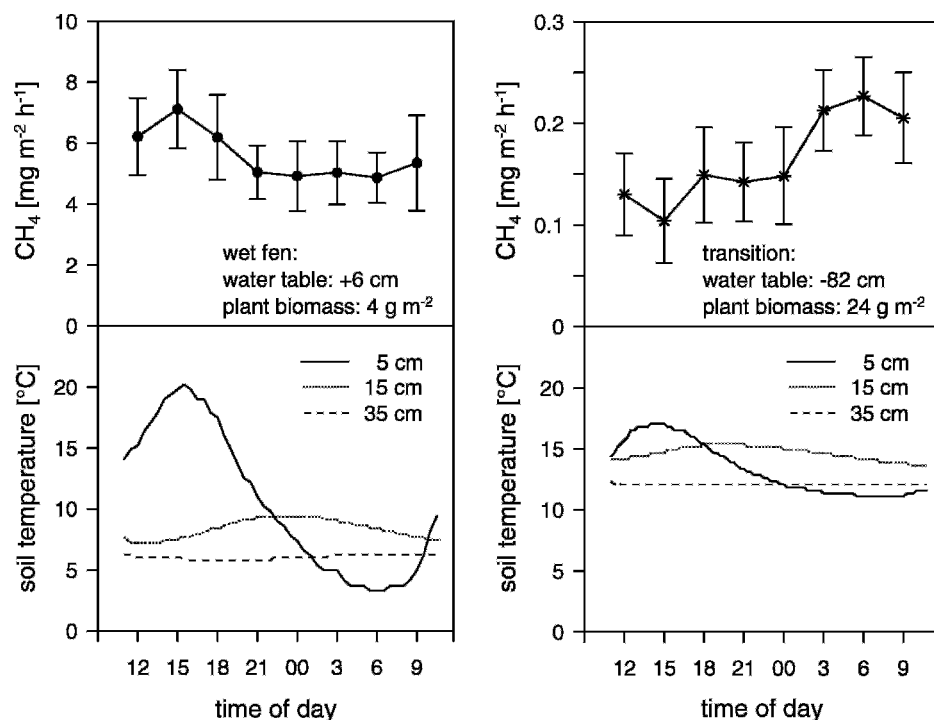 CH₄ [mg m⁻² h⁻¹]
10
8
6
4
2
0
wet fen:
water table: +6 cm
plant biomass: 4 g m⁻²
soil temperature [°C]
20
15
10
5
0
5 cm
15 cm
35 cm
12 15 18 21 00 3 6 9
time of day
CH₄ [mg m⁻² h⁻¹]
0.3
0.2
0.1
0
transition:
water table: -82 cm
plant biomass: 24 g m⁻²
soil temperature [°C]
20
15
10
5
0
5 cm
15 cm
35 cm
12 15 18 21 00 3 6 9
time of day